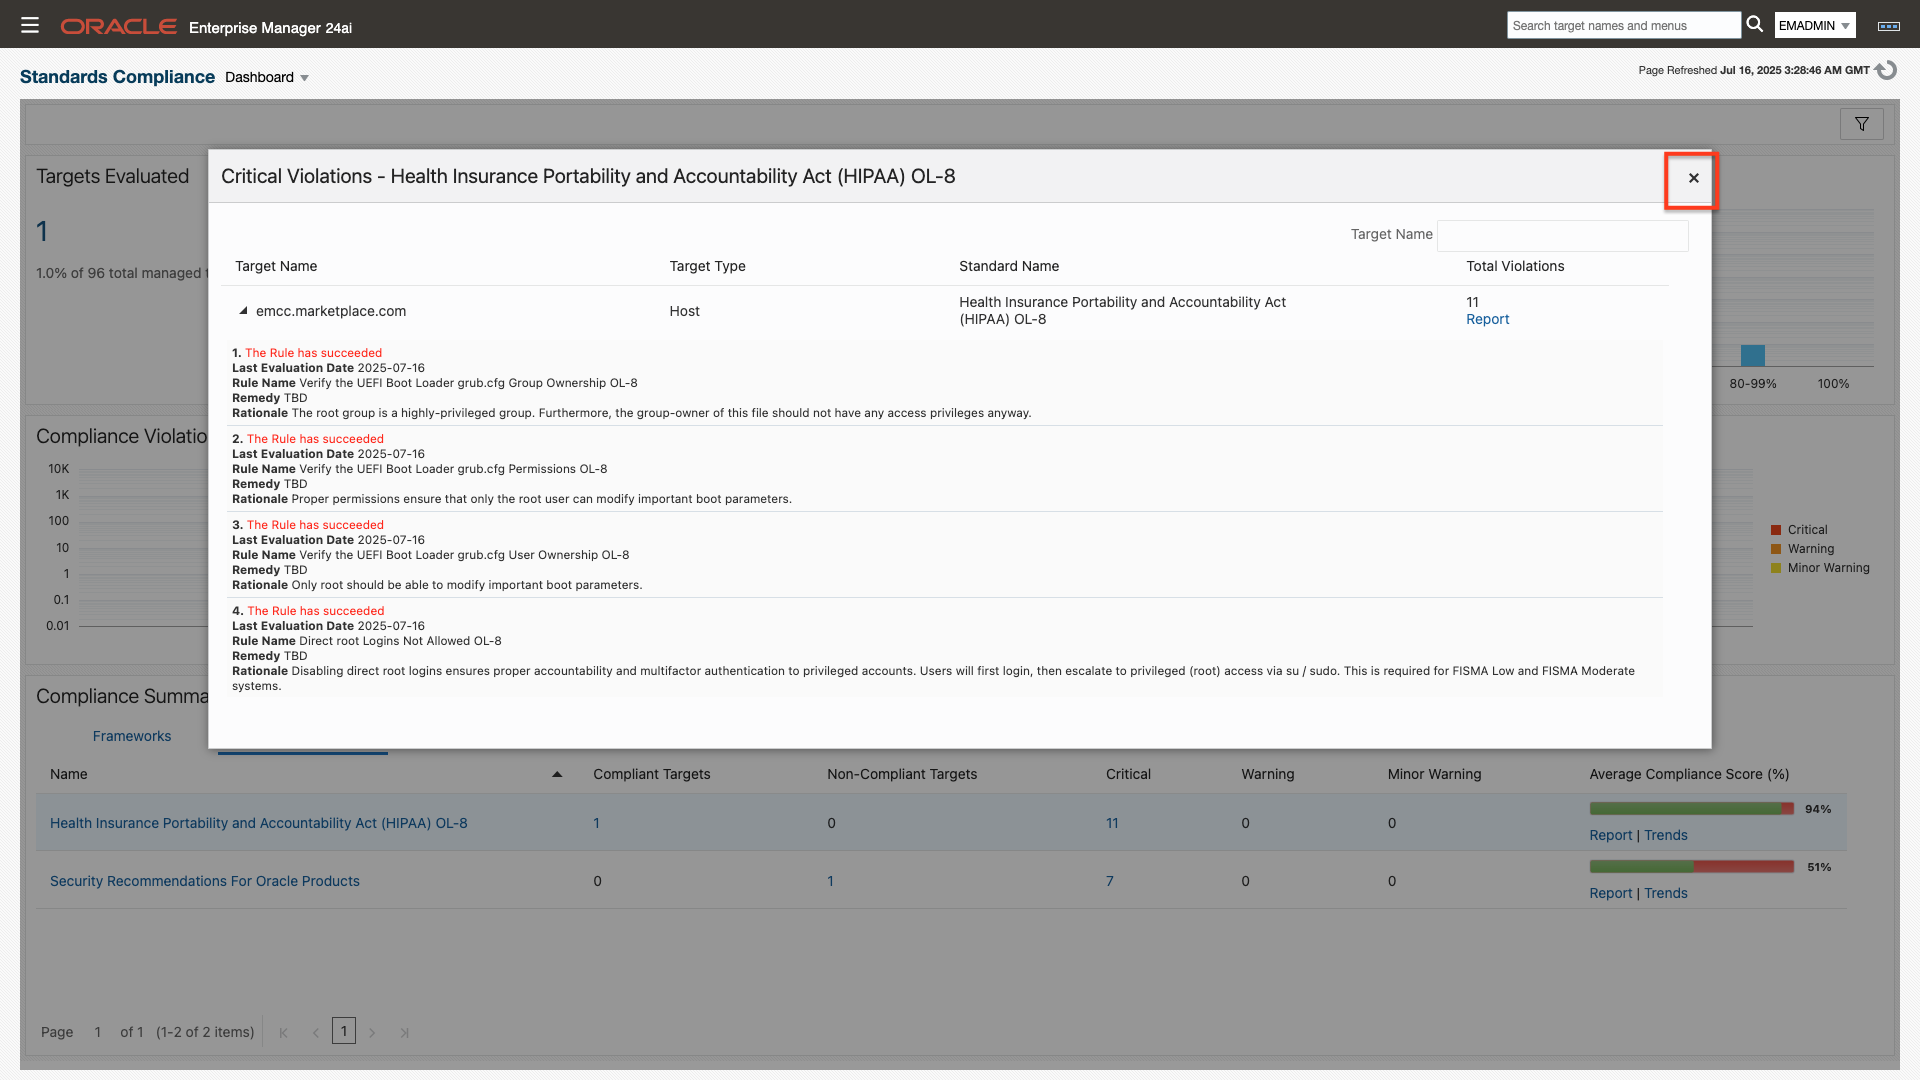 ORACLE Enterprise Manager 24ai
Search target names and menus
EMADMIN
Standards Compliance Dashboard
Page Refreshed Jul 16, 2025 3:28:46 AM GMT
Targets Evaluated
1
1.0% of 96 total managed
80-99% 100%
Critical Violations - Health Insurance Portability and Accountability Act (HIPAA) OL-8
Target Name
Target Name Target Type Standard Name Total Violations
emcc.marketplace.com Host Health Insurance Portability and Accountability Act (HIPAA) OL-8 11
Report
1. The Rule has succeeded
Last Evaluation Date 2025-07-16
Rule Name Verify the UEFI Boot Loader grub.cfg Group Ownership OL-8
Remedy TBD
Rationale The root group is a highly-privileged group. Furthermore, the group-owner of this file should not have any access privileges anyway.
2. The Rule has succeeded
Last Evaluation Date 2025-07-16
Rule Name Verify the UEFI Boot Loader grub.cfg Permissions OL-8
Remedy TBD
Rationale Proper permissions ensure that only the root user can modify important boot parameters.
3. The Rule has succeeded
Last Evaluation Date 2025-07-16
Rule Name Verify the UEFI Boot Loader grub.cfg User Ownership OL-8
Remedy TBD
Rationale Only root should be able to modify important boot parameters.
4. The Rule has succeeded
Last Evaluation Date 2025-07-16
Rule Name Direct root Logins Not Allowed OL-8
Remedy TBD
Rationale Disabling direct root logins ensures proper accountability and multifactor authentication to privileged accounts. Users will first login, then escalate to privileged (root) access via su / sudo. This is required for FISMA Low and FISMA Moderate
systems.
Compliance Violatio
10K
1K
100
10
1
0.1
0.01
Critical
Warning
Minor Warning
Compliance Summa
Frameworks
Name Compliant Targets Non-Compliant Targets Critical Warning Minor Warning Average Compliance Score (%)
Health Insurance Portability and Accountability Act (HIPAA) OL-8 1 0 11 0 0 94%
Report | Trends
Security Recommendations For Oracle Products 0 1 7 0 0 51%
Report | Trends
Page 1 of 1 (1-2 of 2 items) 1